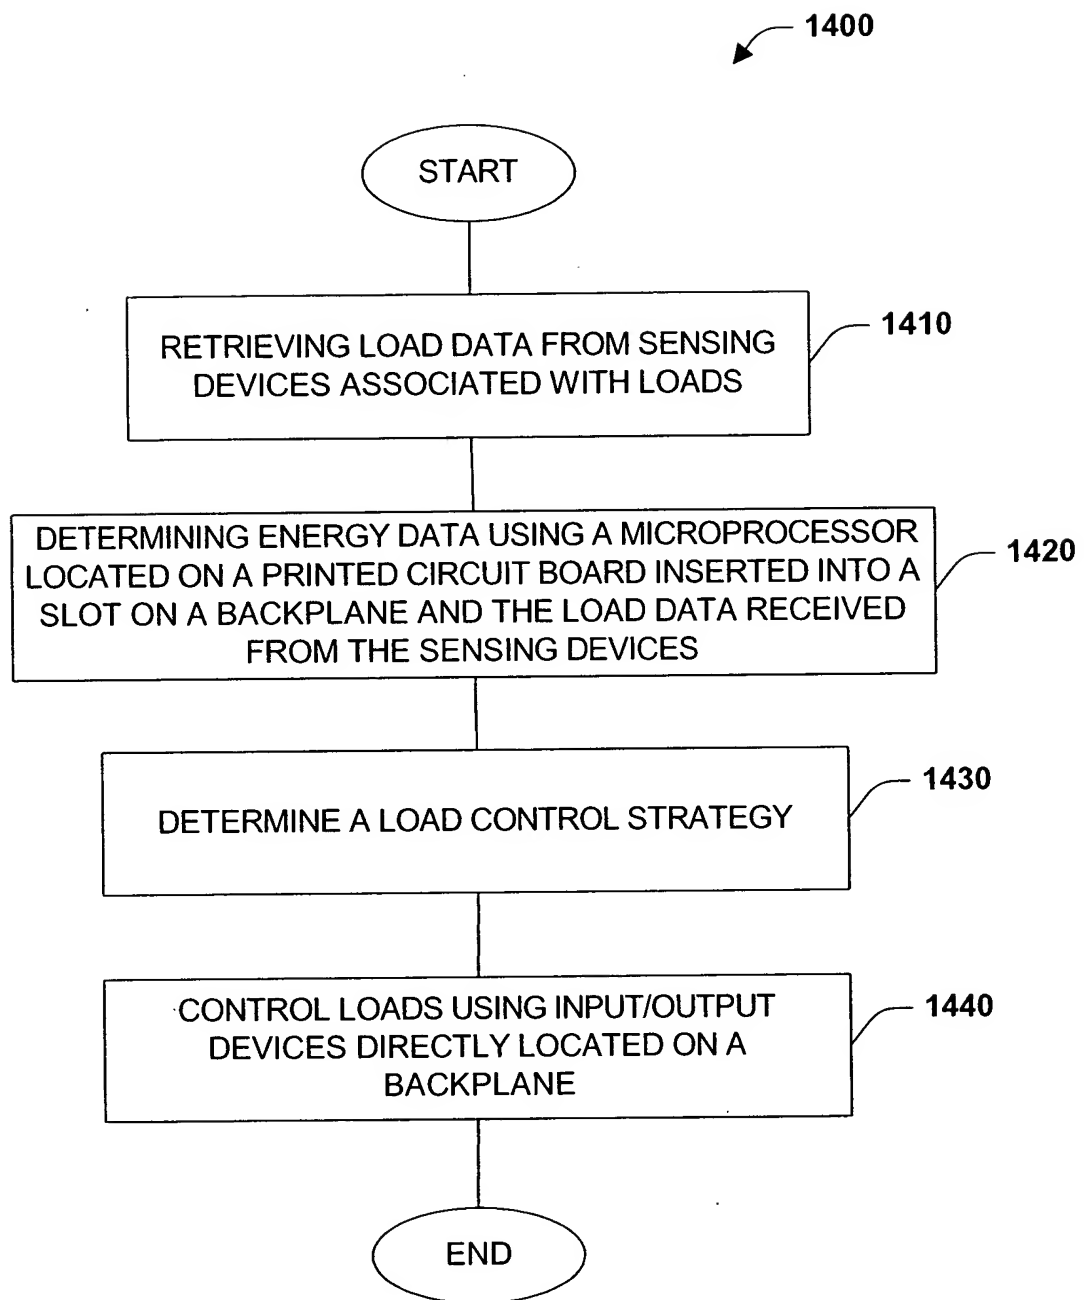 1400
START
RETRIEVING LOAD DATA FROM SENSING
DEVICES ASSOCIATED WITH LOADS
1410
DETERMINING ENERGY DATA USING A MICROPROCESSOR
LOCATED ON A PRINTED CIRCUIT BOARD INSERTED INTO A
SLOT ON A BACKPLANE AND THE LOAD DATA RECEIVED
FROM THE SENSING DEVICES
1420
DETERMINE A LOAD CONTROL STRATEGY
1430
CONTROL LOADS USING INPUT/OUTPUT
DEVICES DIRECTLY LOCATED ON A
BACKPLANE
1440
END